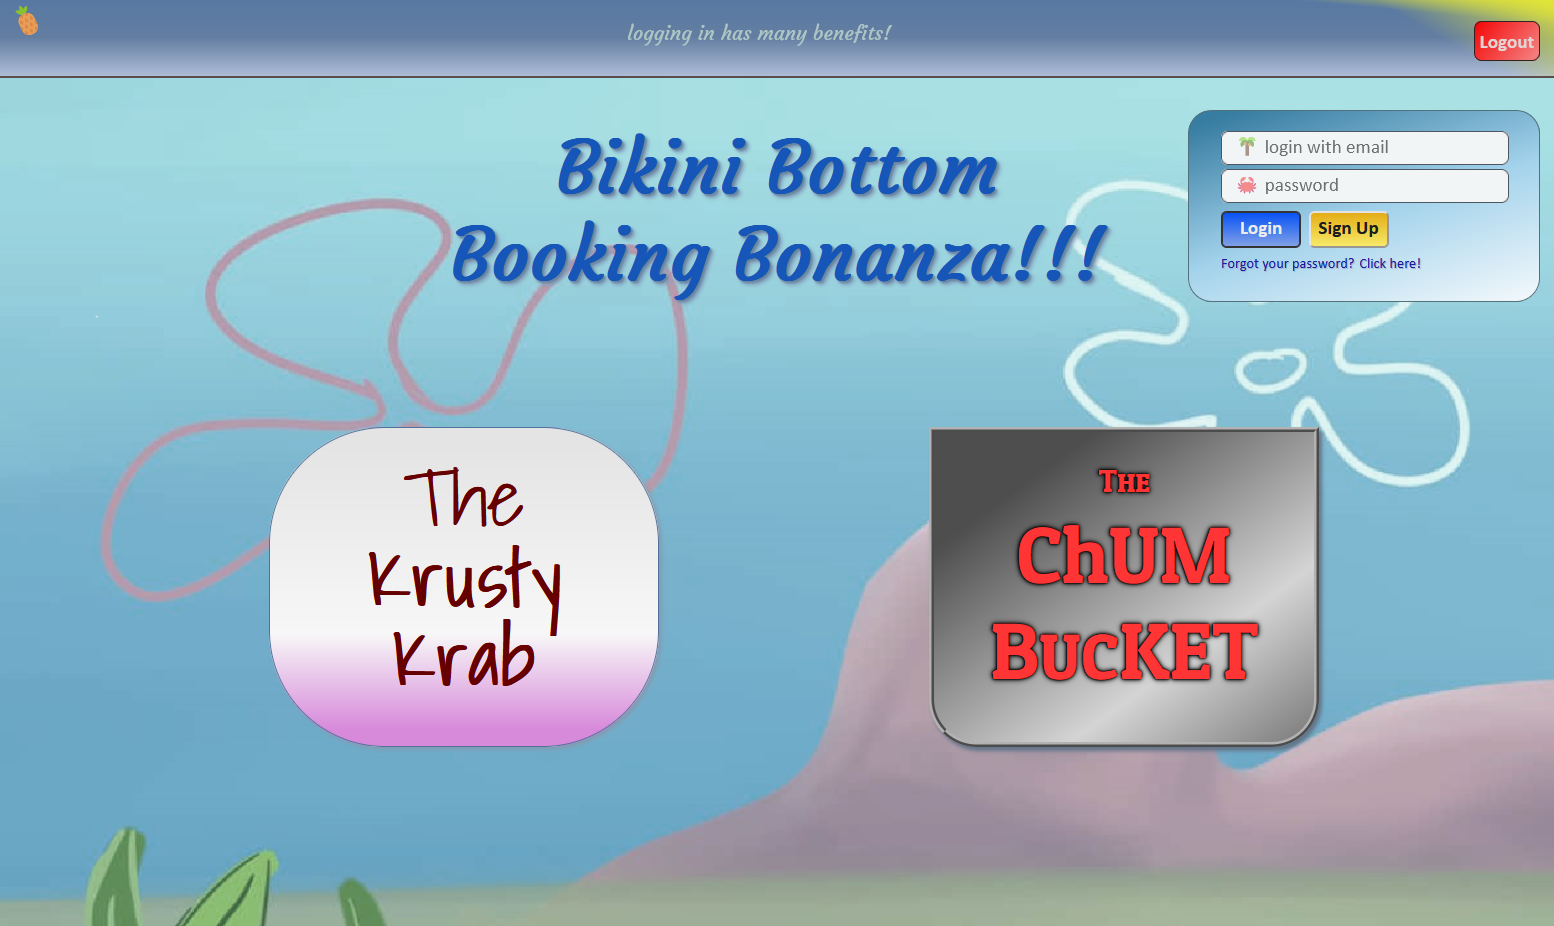 logging in has many benefits!
Logout
Bikini Bottom
Booking Bonanza!!!
login with email
password
Login
Sign Up
Forgot your password? Click here!
The
Krusty
Krab
The
ChUM
BucKET